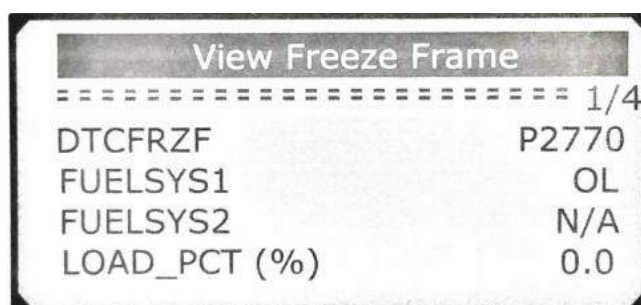 View Freeze Frame
============================ 1/4
DTCFRZF P2770
FUELSYS1 OL
FUELSYS2 N/A
LOAD_PCT (%) 0.0